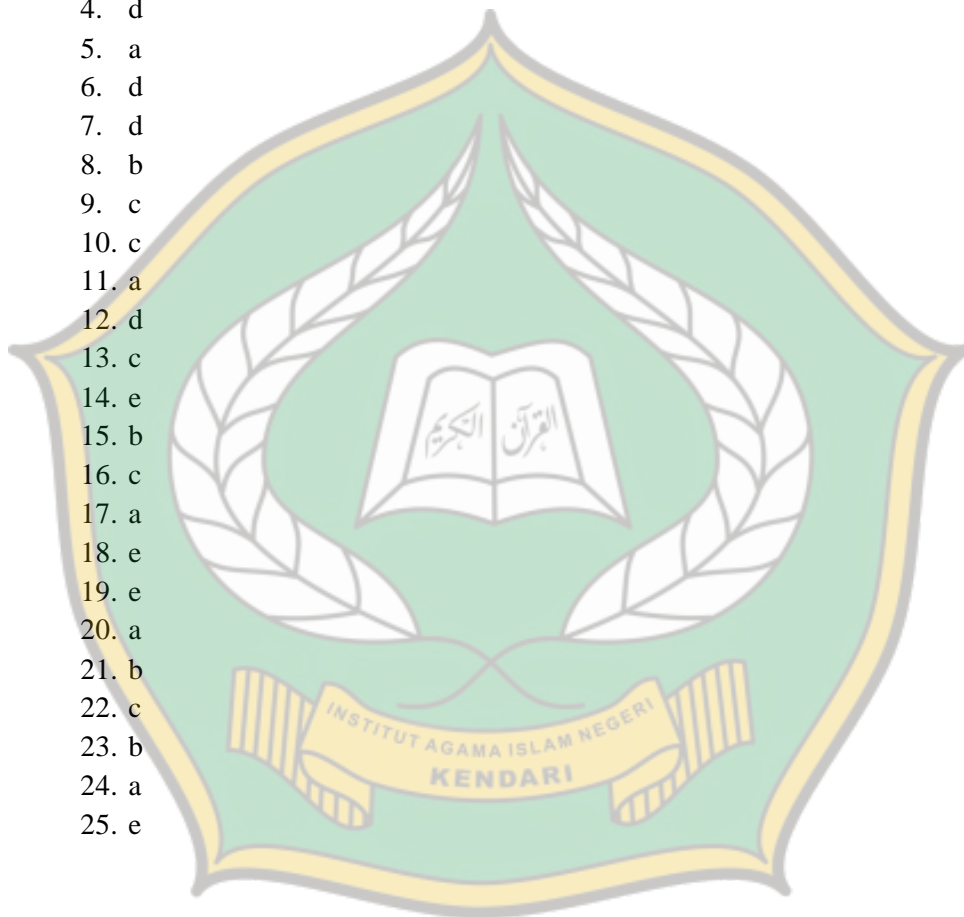 4. d
5. a
6. d
7. d
8. b
9. c
10. c
11. a
12. d
13. c
14. e
15. b
16. c
17. a
18. e
19. e
20. a
21. b
22. c
23. b
24. a
25. e
القرآن الكريم
INSTITUT AGAMA ISLAM NEGERI
KENDARI